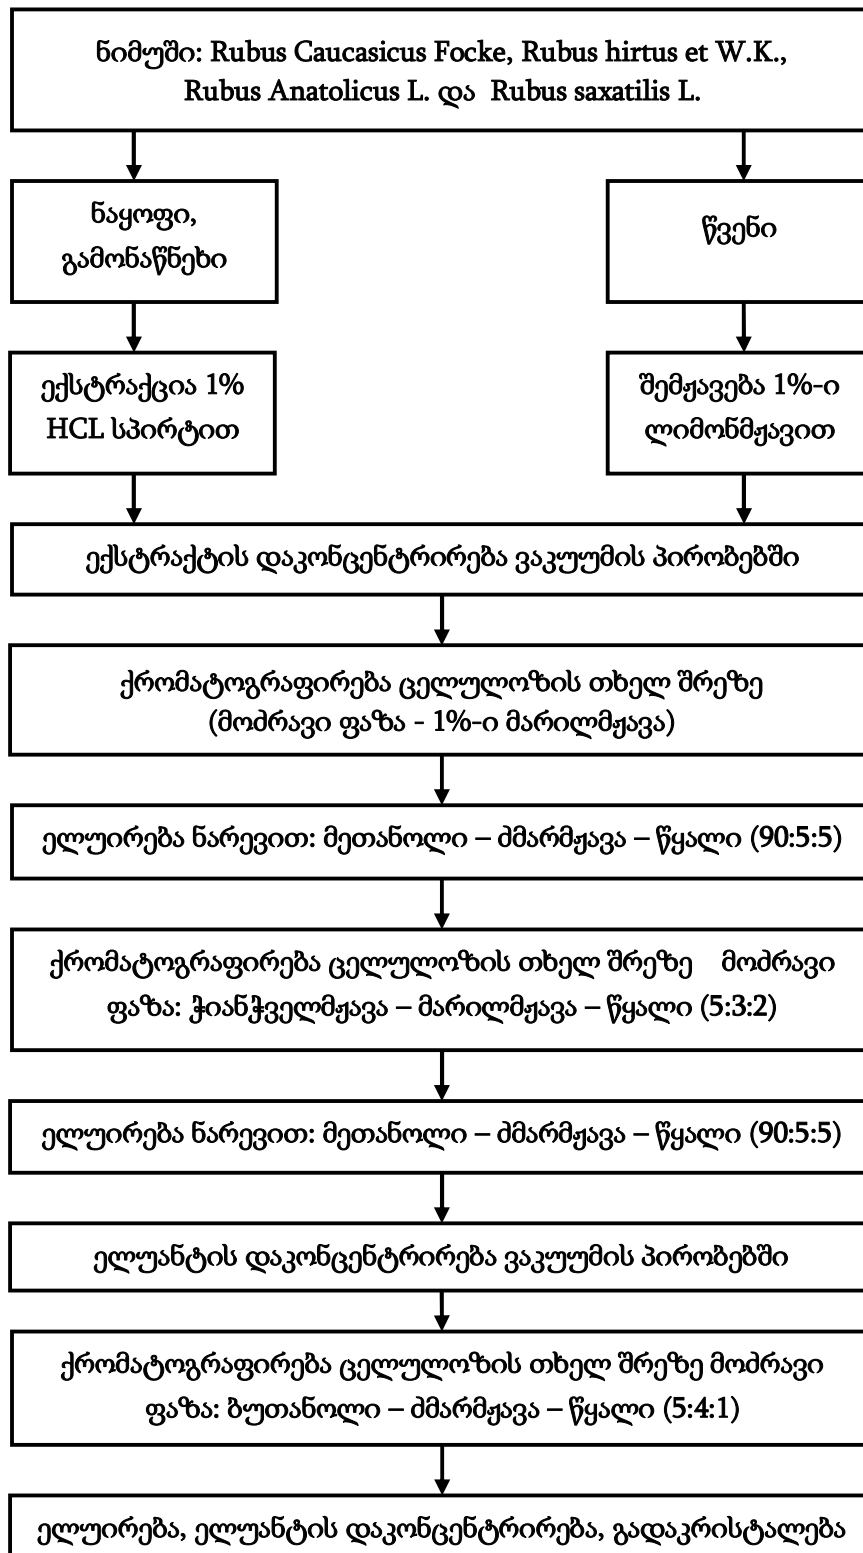 ნიმუში: Rubus Caucasicus Focke, Rubus hirtus et W.K.,
Rubus Anatolicus L. და Rubus saxatilis L.
ნაყოფი,
გამონაწნეხი
წვენი
ექსტრაქცია 1%
HCL სპირტით
შემჟავება 1%-ი
ლიმონმჟავით
ექსტრაქტის დაკონცენტრირება ვაკუუმის პირობებში
ქრომატოგრაფირება ცელულოზის თხელ შრეზე
(მოძრავი ფაზა - 1%-ი მარილმჟავა)
ელუირება ნარევით: მეთანოლი – ძმარმჟავა – წყალი (90:5:5)
ქრომატოგრაფირება ცელულოზის თხელ შრეზე მოძრავი
ფაზა: ჭიანჭველმჟავა – მარილმჟავა – წყალი (5:3:2)
ელუირება ნარევით: მეთანოლი – ძმარმჟავა – წყალი (90:5:5)
ელუანტის დაკონცენტრირება ვაკუუმის პირობებში
ქრომატოგრაფირება ცელულოზის თხელ შრეზე მოძრავი
ფაზა: ბუთანოლი – ძმარმჟავა – წყალი (5:4:1)
ელუირება, ელუანტის დაკონცენტრირება, გადაკრისტალება